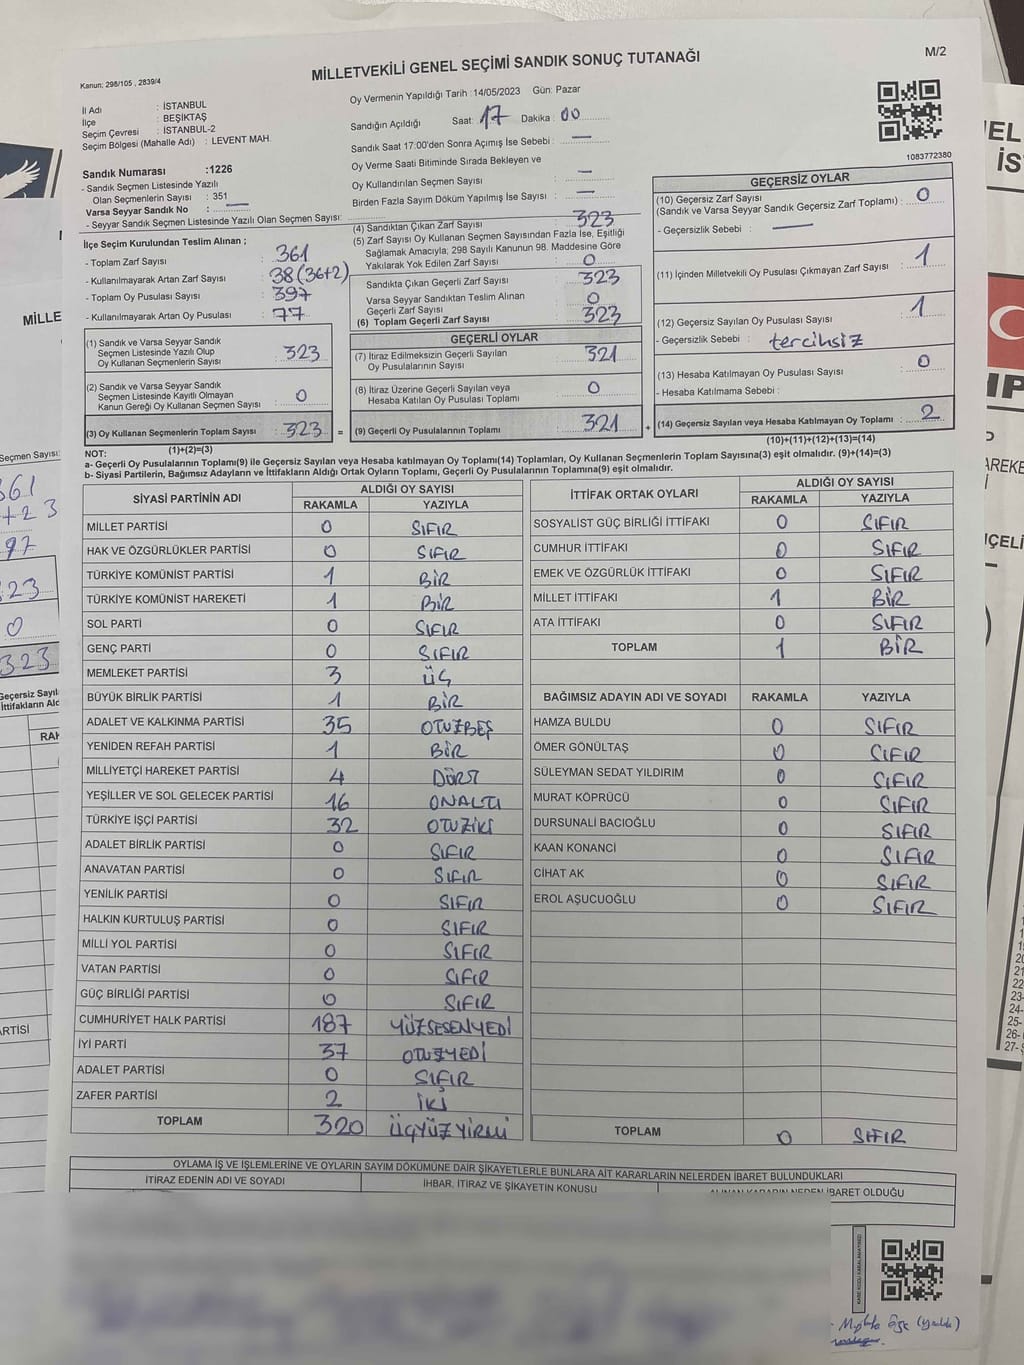 M/2
Kanun: 298/105 , 2839/4
MİLLETVEKİLİ GENEL SEÇİMİ SANDIK SONUÇ TUTANAĞI
İl Adı : İSTANBUL
İlçe : BEŞİKTAŞ
Seçim Çevresi : İSTANBUL-2
Seçim Bölgesi (Mahalle Adı) : LEVENT MAH.
Sandık Numarası :1226
- Sandık Seçmen Listesinde Yazılı
Olan Seçmenlerin Sayısı : 351
Varsa Seyyar Sandık No : —
- Seyyar Sandık Seçmen Listesinde Yazılı Olan Seçmen Sayısı:
Oy Vermenin Yapıldığı Tarih :14/05/2023 Gün: Pazar
Sandığın Açıldığı Saat: 17 Dakika : 00
Sandık Saat 17:00'den Sonra Açımış İse Sebebi : —
Oy Verme Saati Bitiminde Sırada Bekleyen ve
Oy Kullandırılan Seçmen Sayısı : —
Birden Fazla Sayım Döküm Yapılmış İse Sayısı : —
1083772380
İlçe Seçim Kurulundan Teslim Alınan ;
- Toplam Zarf Sayısı : 361
- Kullanılmayarak Artan Zarf Sayısı : 38 (36+2)
- Toplam Oy Pusulası Sayısı : 397
- Kullanılmayarak Artan Oy Pusulası : 77
(1) Sandık ve Varsa Seyyar Sandık
Seçmen Listesinde Yazılı Olup
Oy Kullanan Seçmenlerin Sayısı : 323
(2) Sandık ve Varsa Seyyar Sandık
Seçmen Listesinde Kayıtlı Olmayan
Kanun Gereği Oy Kullanan Seçmen Sayısı : 0
(3) Oy Kullanan Seçmenlerin Toplam Sayısı : 323 =
(1)+(2)=(3)
(4) Sandıktan Çıkan Zarf Sayısı : 323
(5) Zarf Sayısı Oy Kullanan Seçmen Sayısından Fazla İse, Eşitliği
Sağlamak Amacıyla, 298 Sayılı Kanunun 98. Maddesine Göre
Yakılarak Yok Edilen Zarf Sayısı : 0
Sandıkta Çıkan Geçerli Zarf Sayısı : 323
Varsa Seyyar Sandıktan Teslim Alınan
Geçerli Zarf Sayısı : 0
(6) Toplam Geçerli Zarf Sayısı : 323
GEÇERLİ OYLAR
(7) İtiraz Edilmeksizin Geçerli Sayılan
Oy Pusulalarının Sayısı : 321
(8) İtiraz Üzerine Geçerli Sayılan veya
Hesaba Katılan Oy Pusulası Toplamı : 0
(9) Geçerli Oy Pusulalarının Toplamı : 321 +
GEÇERSİZ OYLAR
(10) Geçersiz Zarf Sayısı
(Sandık ve Varsa Seyyar Sandık Geçersiz Zarf Toplamı) : 0
- Geçersizlik Sebebi : —
(11) İçinden Milletvekili Oy Pusulası Çıkmayan Zarf Sayısı : 1
(12) Geçersiz Sayılan Oy Pusulası Sayısı : 1
- Geçersizlik Sebebi : tercihsiz
(13) Hesaba Katılmayan Oy Pusulası Sayısı : 0
- Hesaba Katılmama Sebebi :
(14) Geçersiz Sayılan veya Hesaba Katılmayan Oy Toplamı : 2
(10)+(11)+(12)+(13)=(14)
NOT:
a- Geçerli Oy Pusulalarının Toplamı(9) ile Geçersiz Sayılan veya Hesaba katılmayan Oy Toplamı(14) Toplamları, Oy Kullanan Seçmenlerin Toplam Sayısına(3) eşit olmalıdır. (9)+(14)=(3)
b- Siyasi Partilerin, Bağımsız Adayların ve İttifakların Aldığı Ortak Oyların Toplamı, Geçerli Oy Pusulalarının Toplamına(9) eşit olmalıdır.
SİYASİ PARTİNİN ADI ALDIĞI OY SAYISI
RAKAMLA YAZIYLA
MİLLET PARTİSİ 0 SIFIR
HAK VE ÖZGÜRLÜKLER PARTİSİ 0 SIFIR
TÜRKİYE KOMÜNİST PARTİSİ 1 BİR
TÜRKİYE KOMÜNİST HAREKETİ 1 BİR
SOL PARTİ 0 SIFIR
GENÇ PARTİ 0 SIFIR
MEMLEKET PARTİSİ 3 ÜÇ
BÜYÜK BİRLİK PARTİSİ 1 BİR
ADALET VE KALKINMA PARTİSİ 35 OTUZBEŞ
YENİDEN REFAH PARTİSİ 1 BİR
MİLLİYETÇİ HAREKET PARTİSİ 4 DÖRT
YEŞİLLER VE SOL GELECEK PARTİSİ 16 ONALTI
TÜRKİYE İŞÇİ PARTİSİ 32 OTUZİKİ
ADALET BİRLİK PARTİSİ 0 SIFIR
ANAVATAN PARTİSİ 0 SIFIR
YENİLİK PARTİSİ 0 SIFIR
HALKIN KURTULUŞ PARTİSİ 0 SIFIR
MİLLİ YOL PARTİSİ 0 SIFIR
VATAN PARTİSİ 0 SIFIR
GÜÇ BİRLİĞİ PARTİSİ 0 SIFIR
CUMHURİYET HALK PARTİSİ 187 YÜZSESENYEDİ
İYİ PARTİ 37 OTUZYEDİ
ADALET PARTİSİ 0 SIFIR
ZAFER PARTİSİ 2 İKİ
TOPLAM 320 ÜÇYÜZYİRMİ
İTTİFAK ORTAK OYLARI ALDIĞI OY SAYISI
RAKAMLA YAZIYLA
SOSYALİST GÜÇ BİRLİĞİ İTTİFAKI 0 SIFIR
CUMHUR İTTİFAKI 0 SIFIR
EMEK VE ÖZGÜRLÜK İTTİFAKI 0 SIFIR
MİLLET İTTİFAKI 1 BİR
ATA İTTİFAKI 0 SIFIR
TOPLAM 1 BİR
BAĞIMSIZ ADAYIN ADI VE SOYADI RAKAMLA YAZIYLA
HAMZA BULDU 0 SIFIR
ÖMER GÖNÜLTAŞ 0 SIFIR
SÜLEYMAN SEDAT YILDIRIM 0 SIFIR
MURAT KÖPRÜCÜ 0 SIFIR
DURSUNALİ BACIOĞLU 0 SIFIR
KAAN KONANCİ 0 SIFIR
CİHAT AK 0 SIFIR
EROL AŞUCUOĞLU 0 SIFIR
TOPLAM 0 SIFIR
OYLAMA İŞ VE İŞLEMLERİNE VE OYLARIN SAYIM DÖKÜMÜNE DAİR ŞİKAYETLERLE BUNLARA AİT KARARLARIN NELERDEN İBARET BULUNDUKLARI
İTİRAZ EDENİN ADI VE SOYADI İHBAR, İTİRAZ VE ŞİKAYETİN KONUSU ALINAN KARARIN NEDEN İBARET OLDUĞU